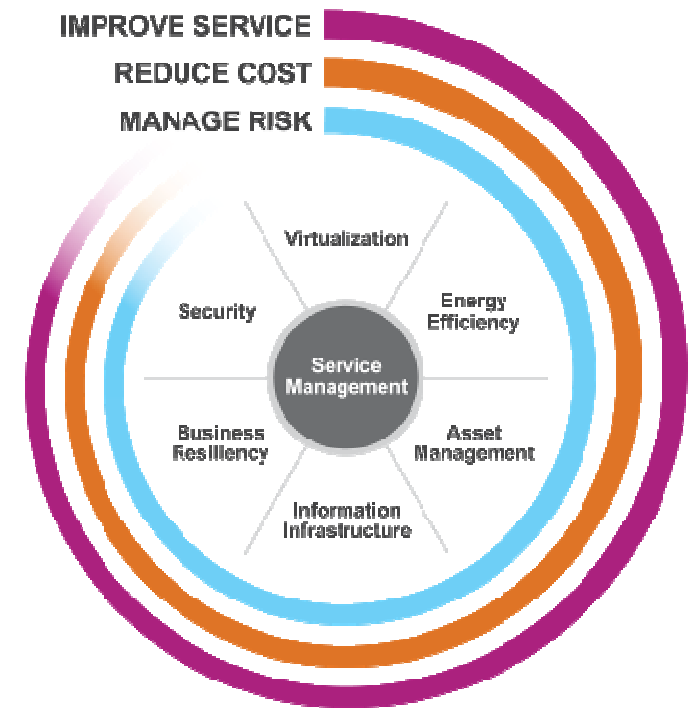 IMPROVE SERVICE
REDUCE COST
MANAGE RISK
Virtualization
Security
Energy
Efficiency
Service
Management
Business
Resiliency
Asset
Management
Information
Infrastructure